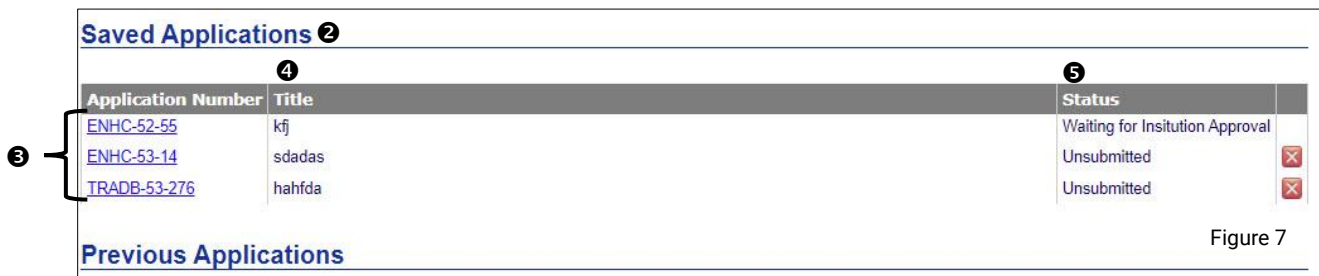 Saved Applications ❷
❹ ❺
Application Number Title Status
ENHC-52-55 kfj Waiting for Insitution Approval
❸ ENHC-53-14 sdadas Unsubmitted
TRADB-53-276 hahfda Unsubmitted
Figure 7
Previous Applications